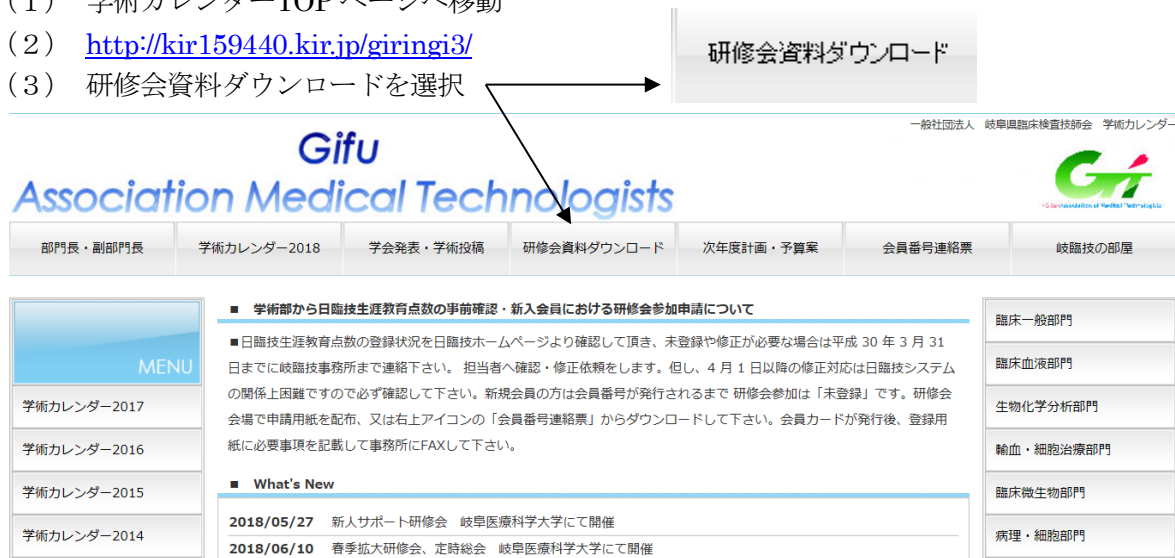 （１） 学術カレンダーTOP ページへ移動
（２） http://kir159440.kir.jp/giringi3/
（３） 研修会資料ダウンロードを選択
研修会資料ダウンロード
一般社団法人 岐阜県臨床検査技師会 学術カレンダー
Gifu
Association Medical Technologists
部門長・副部門長 学術カレンダー2018 学会発表・学術投稿 研修会資料ダウンロード 次年度計画・予算案 会員番号連絡票 岐臨技の部屋
MENU
学術カレンダー2017
学術カレンダー2016
学術カレンダー2015
学術カレンダー2014
■ 学術部から日臨技生涯教育点数の事前確認・新入会員における研修会参加申請について
■日臨技生涯教育点数の登録状況を日臨技ホームページより確認して頂き、未登録や修正が必要な場合は平成 30 年 3 月 31
日までに岐臨技事務所まで連絡下さい。 担当者へ確認・修正依頼をします。但し、4 月 1 日以降の修正対応は日臨技システム
の関係上困難ですので必ず確認して下さい。新規会員の方は会員番号が発行されるまで 研修会参加は「未登録」です。研修会
会場で申請用紙を配布、又は右上アイコンの「会員番号連絡票」からダウンロードして下さい。会員カードが発行後、登録用
紙に必要事項を記載して事務所にFAXして下さい。
■ What's New
2018/05/27 新人サポート研修会 岐阜医療科学大学にて開催
2018/06/10 春季拡大研修会、定時総会 岐阜医療科学大学にて開催
臨床一般部門
臨床血液部門
生物化学分析部門
輸血・細胞治療部門
臨床微生物部門
病理・細胞部門